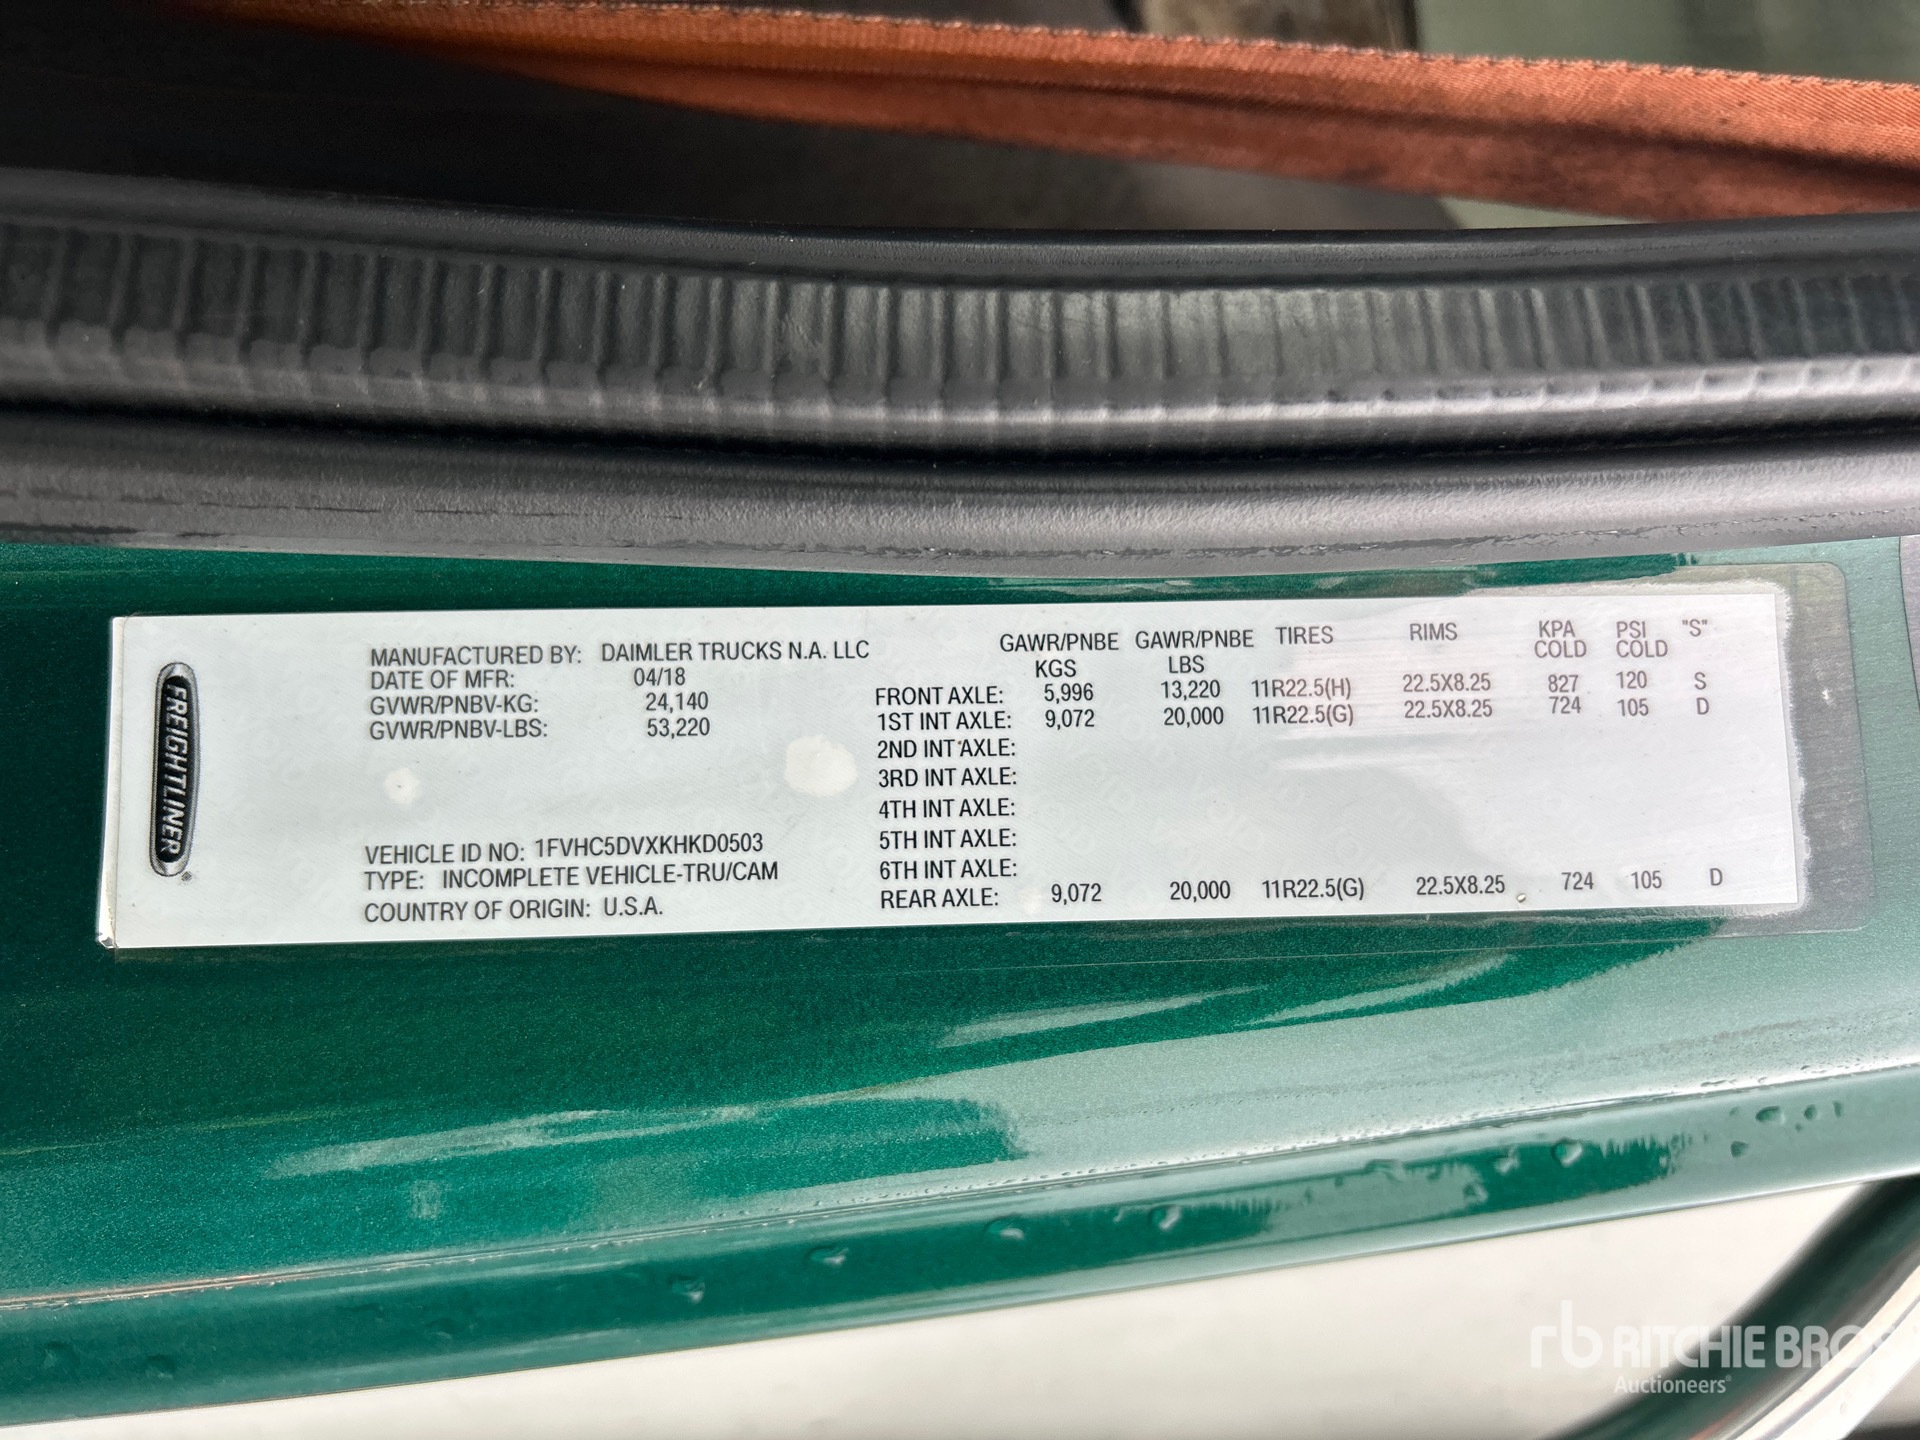 FREIGHTLINER
MANUFACTURED BY: DAIMLER TRUCKS N.A. LLC
DATE OF MFR: 04/18
GVWR/PNBV-KG: 24,140
GVWR/PNBV-LBS: 53,220
VEHICLE ID NO: 1FVHC5DVXKHKD0503
TYPE: INCOMPLETE VEHICLE-TRU/CAM
COUNTRY OF ORIGIN: U.S.A.
GAWR/PNBE KGS GAWR/PNBE LBS TIRES RIMS KPA COLD PSI COLD "S"
FRONT AXLE: 5,996 13,220 11R22.5(H) 22.5X8.25 827 120 S
1ST INT AXLE: 9,072 20,000 11R22.5(G) 22.5X8.25 724 105 D
2ND INT AXLE:
3RD INT AXLE:
4TH INT AXLE:
5TH INT AXLE:
6TH INT AXLE:
REAR AXLE: 9,072 20,000 11R22.5(G) 22.5X8.25 724 105 D
rb RITCHIE BROS
Auctioneers